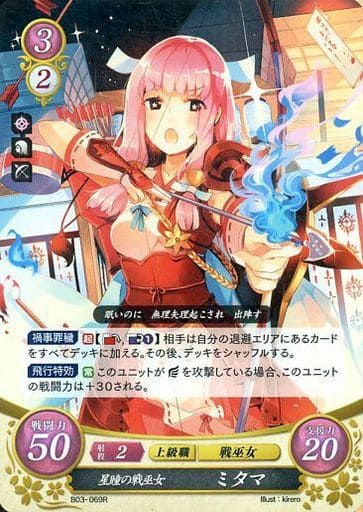 3
2
眠いのに 無理矢理起こされ 出陣す
禍事罪穢 起 [ 、 1] 相手は自分の退避エリアにあるカード
をすべてデッキに加える。その後、デッキをシャッフルする。
飛行特効 常 このユニットが を攻撃している場合、このユニット
の戦闘力は+30される。
戦闘力
50
射程 2
上級職
戦巫女
支援力
20
星瞳の戦巫女 ミタマ
B03-069R
Illust : kirero